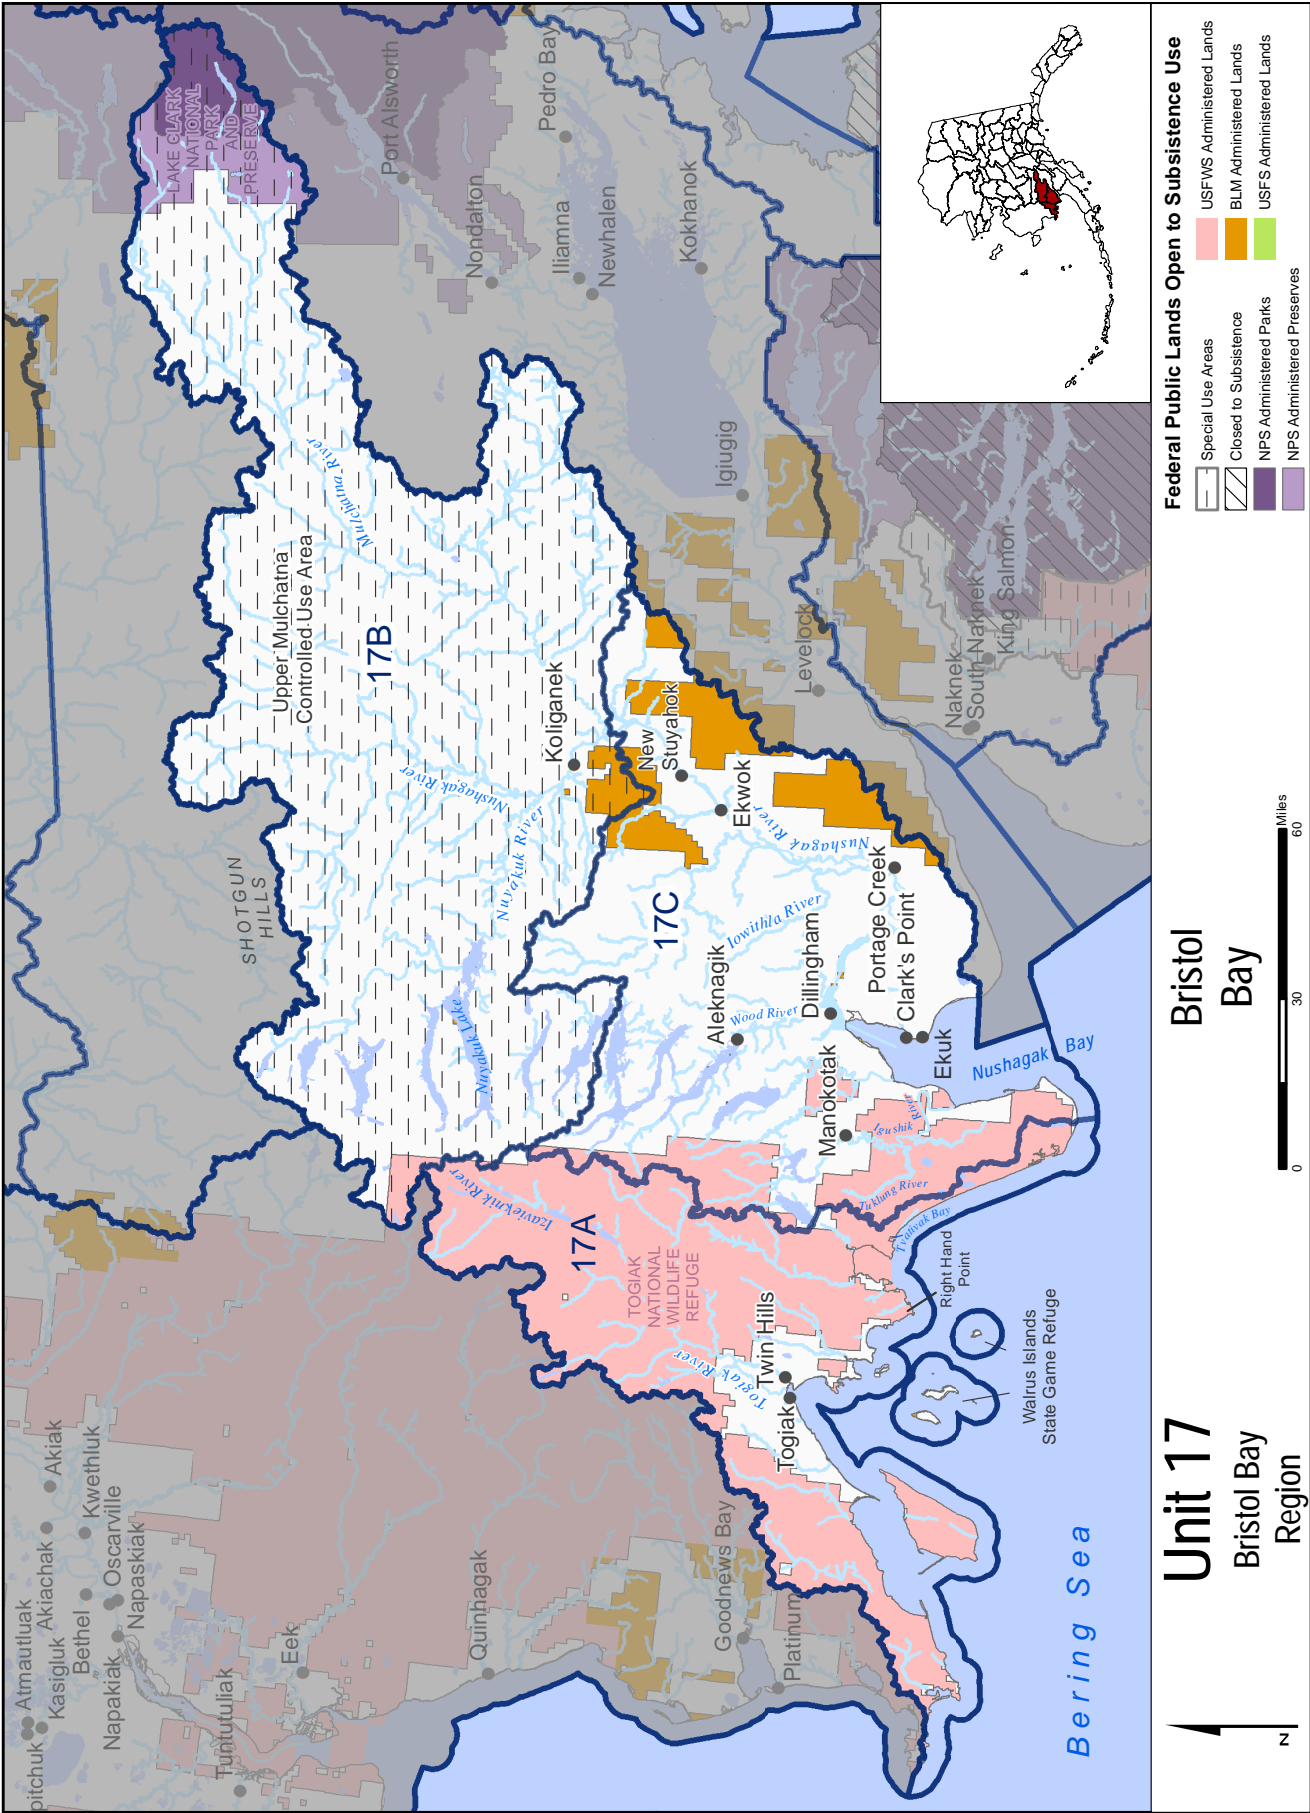 LAKE CLARK
NATIONAL
PARK
AND
PRESERVE
Port Alsworth
Pedro Bay
Nondalton
Iliamna
Newhalen
Kokhanok
Igiugig
Levelock
Naknek
South Naknek
King Salmon
Mulchatna River
Upper Mulchatna
Controlled Use Area
17B
Koliganek
Nushagak River
Nuyakuk River
Nuyakuk Lake
SHOTGUN
HILLS
New
Stuyahok
Ekwok
Nushagak River
17C
Iowithla River
Portage Creek
Clark's Point
Dillingham
Aleknagik
Wood River
Ekuk
Manokotak
Nushagak Bay
Igushik River
Tuklung River
Tvativak Bay
Right Hand
Point
Izavieknik River
17A
TOGIAK
NATIONAL
WILDLIFE
REFUGE
Togiak River
Twin Hills
Togiak
Walrus Islands
State Game Refuge
Akiak
Kwethluk
Akiachak
Oscarville
Napaskiak
Atmautluak
Kasigluk
Bethel
Napakiak
pitchuk
Tuntutuliak
Eek
Quinhagak
Goodnews Bay
Platinum
Bering Sea
Unit 17
Bristol Bay
Region
Bristol
Bay
N
0 30 60 Miles
Federal Public Lands Open to Subsistence Use
Special Use Areas
Closed to Subsistence
NPS Administered Parks
NPS Administered Preserves
USFWS Administered Lands
BLM Administered Lands
USFS Administered Lands